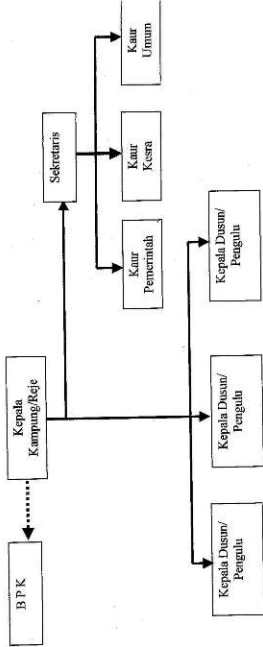 Kepala
Kampung/Reje
B P K
Sekretaris
Kaur
Pemerintah
Kaur
Kesra
Kaur
Umum
Kepala Dusun/
Pengulu
Kepala Dusun/
Pengulu
Kepala Dusun/
Pengulu